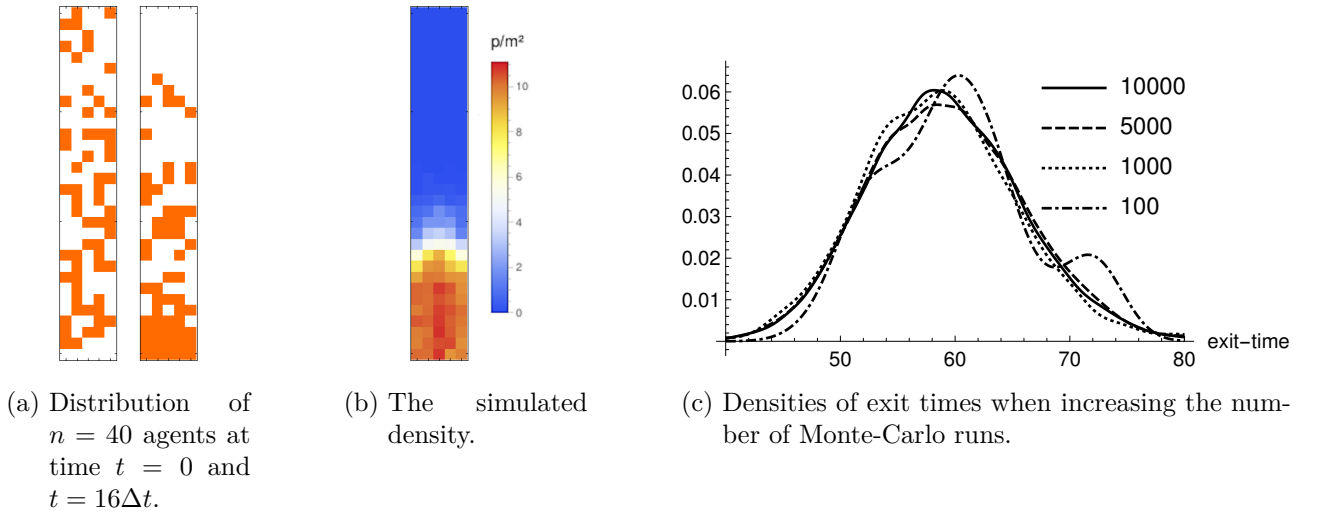 p/m²
10
8
6
4
2
0
0.06
0.05
0.04
0.03
0.02
0.01
50
60
70
80
exit-time
10000
5000
1000
100
(a) Distribution of
n = 40 agents at
time t = 0 and
t = 16Δt.
(b) The simulated
density.
(c) Densities of exit times when increasing the num-
ber of Monte-Carlo runs.